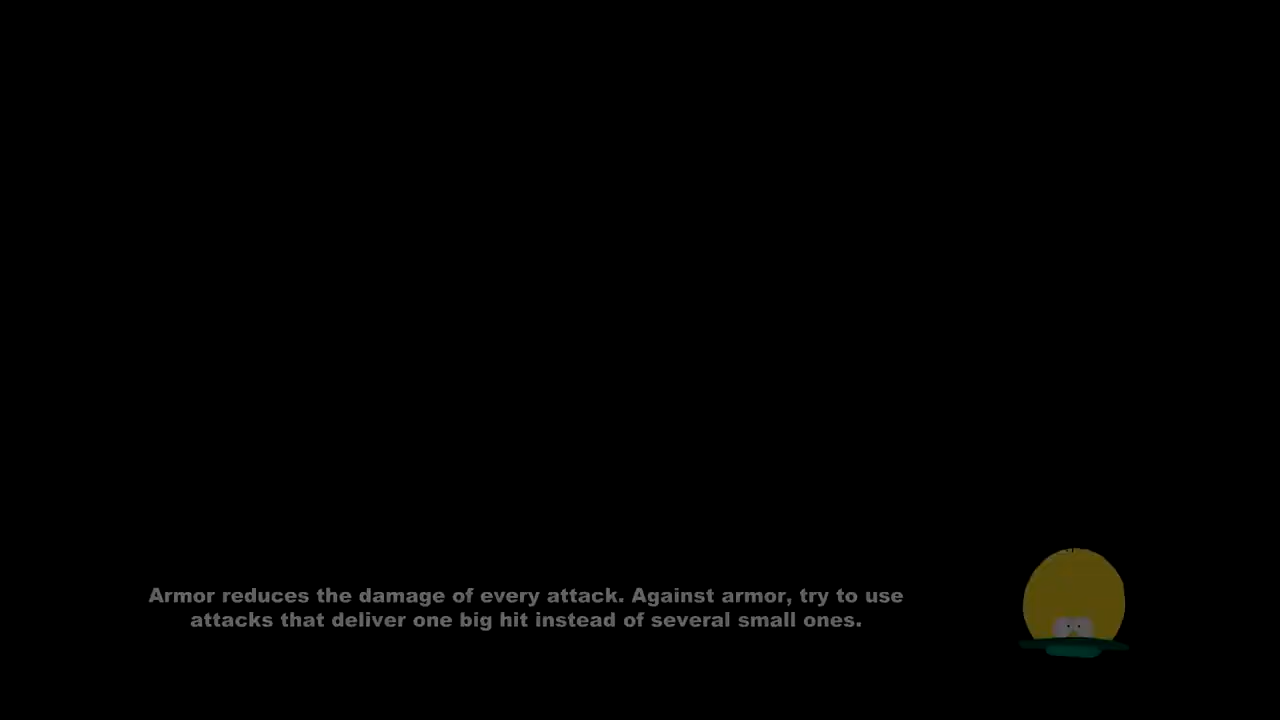 Armor reduces the damage of every attack. Against armor, try to use
attacks that deliver one big hit instead of several small ones.